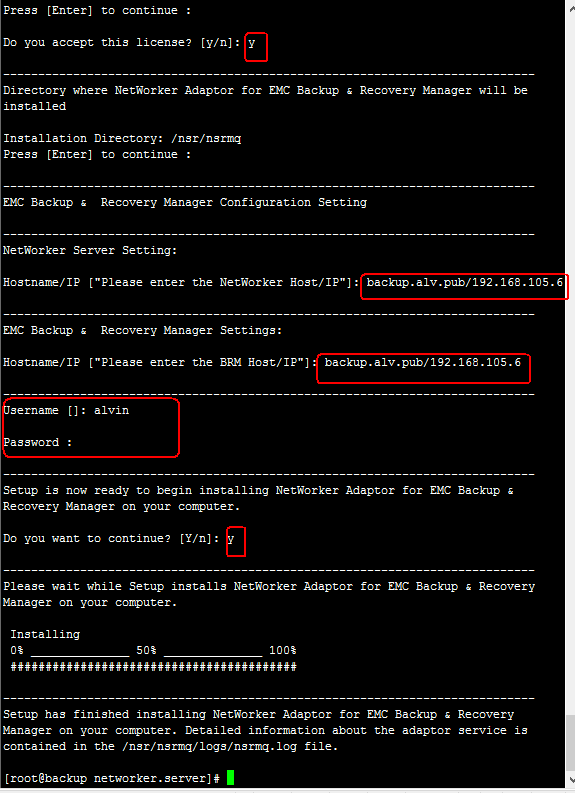 Press [Enter] to continue :
Do you accept this license? [y/n]: y
----------------------------------------------------------------------------
Directory where NetWorker Adaptor for EMC Backup & Recovery Manager will be
installed
Installation Directory: /nsr/nsrmq
Press [Enter] to continue :
----------------------------------------------------------------------------
EMC Backup &  Recovery Manager Configuration Setting
----------------------------------------------------------------------------
NetWorker Server Setting:
Hostname/IP ["Please enter the NetWorker Host/IP"]: backup.alv.pub/192.168.105.6
----------------------------------------------------------------------------
EMC Backup &  Recovery Manager Settings:
Hostname/IP ["Please enter the BRM Host/IP"]: backup.alv.pub/192.168.105.6
----------------------------------------------------------------------------
Username []: alvin
Password :
----------------------------------------------------------------------------
Setup is now ready to begin installing NetWorker Adaptor for EMC Backup &
Recovery Manager on your computer.
Do you want to continue? [Y/n]: y
----------------------------------------------------------------------------
Please wait while Setup installs NetWorker Adaptor for EMC Backup & Recovery
Manager on your computer.
Installing
0% ______________ 50% ______________ 100%
#########################################
----------------------------------------------------------------------------
Setup has finished installing NetWorker Adaptor for EMC Backup & Recovery
Manager on your computer. Detailed information about the adaptor service is
contained in the /nsr/nsrmq/logs/nsrmq.log file.
[root@backup networker.server]#